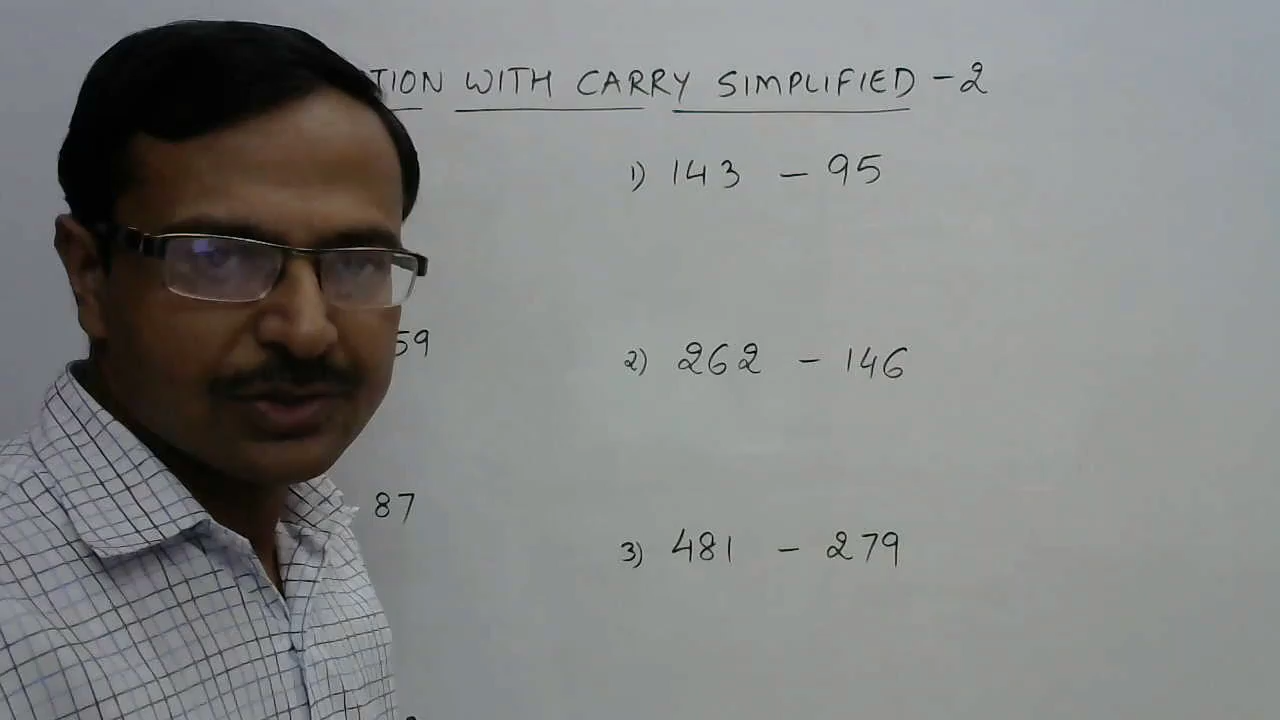 TION WITH CARRY SIMPLIFIED - 2
1) 143 - 95
59
2) 262 - 146
87
3) 481 - 279